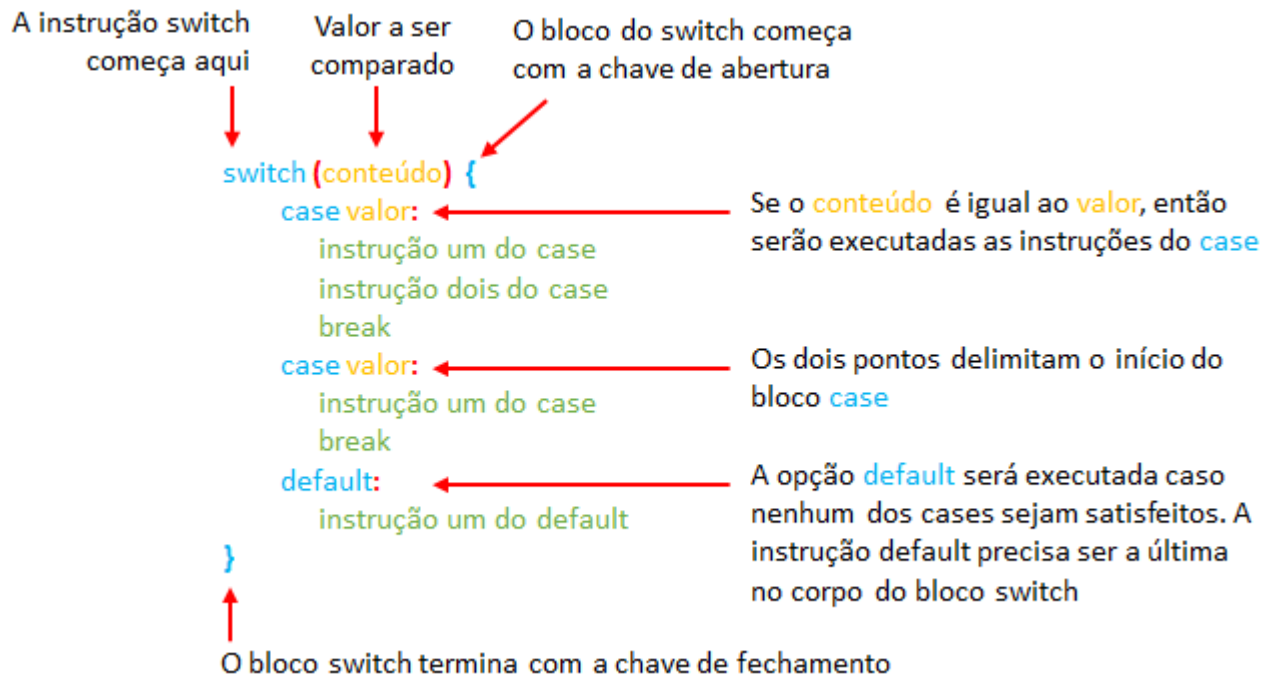 A instrução switch
começa aqui
Valor a ser
comparado
O bloco do switch começa
com a chave de abertura
switch (conteúdo) {
case valor:
instrução um do case
instrução dois do case
break
case valor:
instrução um do case
break
default:
instrução um do default
}
Se o conteúdo é igual ao valor, então
serão executadas as instruções do case
Os dois pontos delimitam o início do
bloco case
A opção default será executada caso
nenhum dos cases sejam satisfeitos. A
instrução default precisa ser a última
no corpo do bloco switch
O bloco switch termina com a chave de fechamento